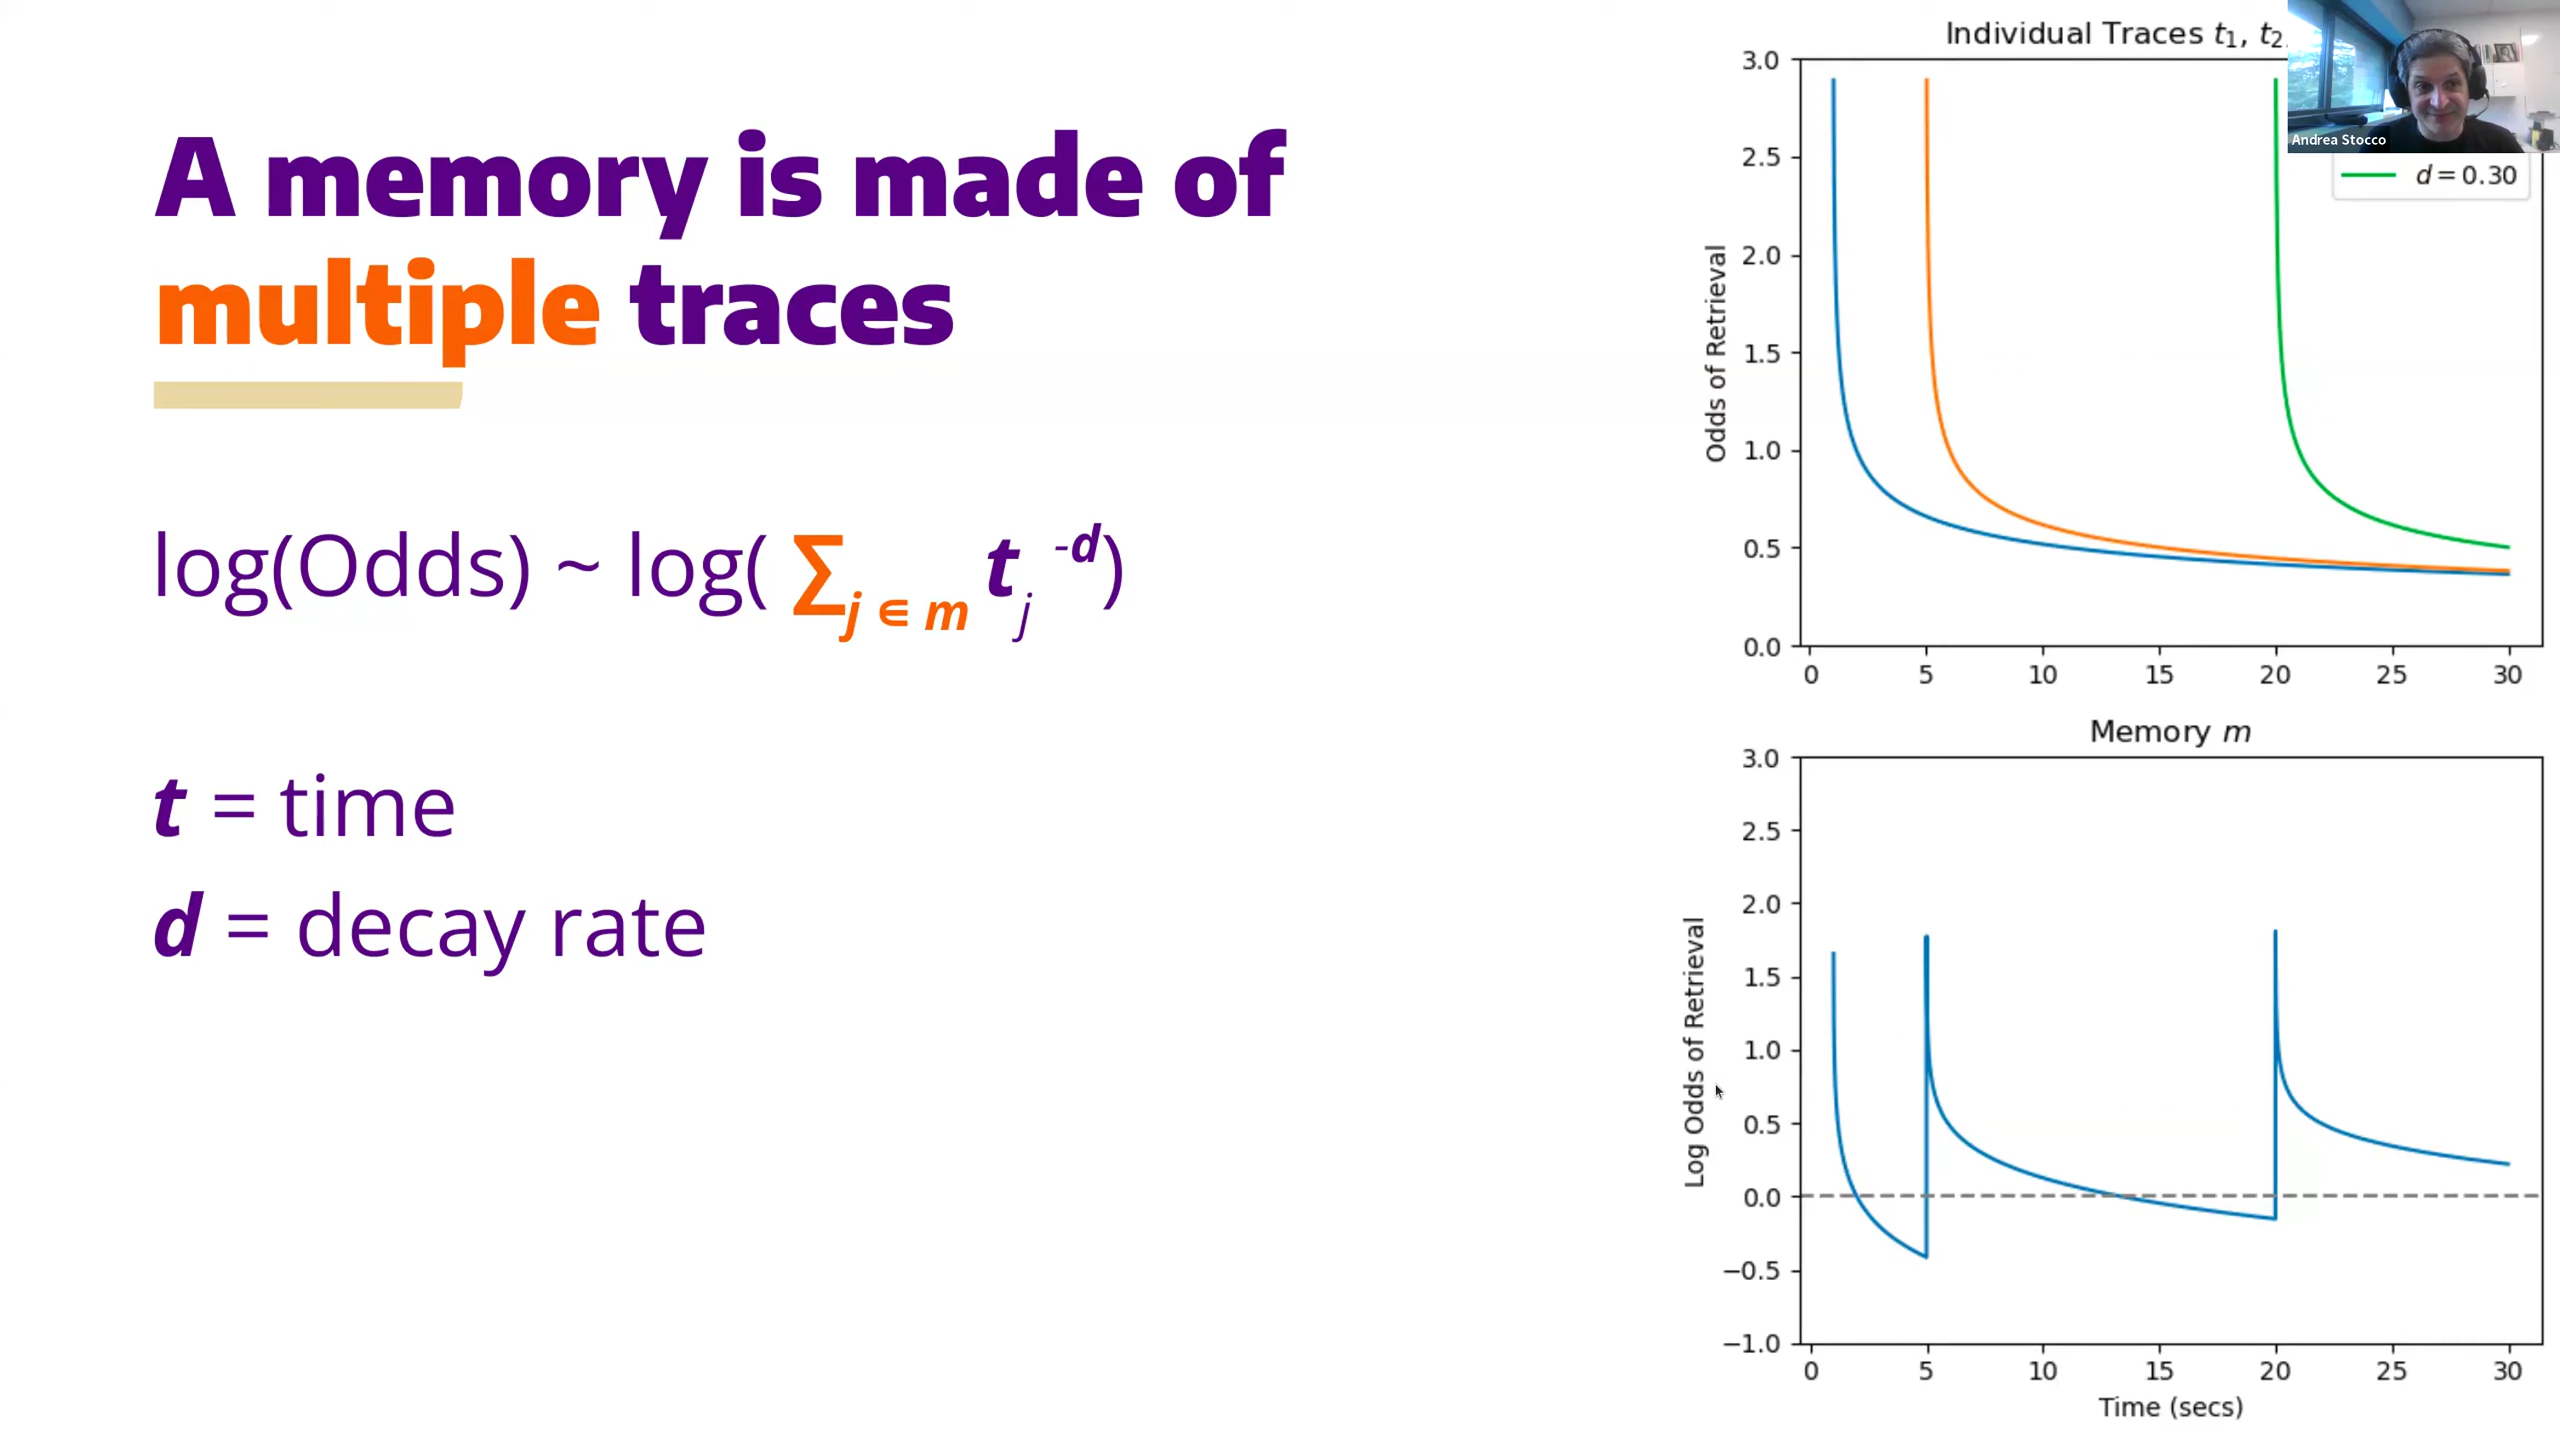 A memory is made of
multiple traces
log(Odds) ~ log( ∑j ∈ m tj -d)
t = time
d = decay rate
Individual Traces t1, t2,
Andrea Stocco
d = 0.30
Odds of Retrieval
3.0
2.5
2.0
1.5
1.0
0.5
0.0
0 5 10 15 20 25 30
Memory m
Log Odds of Retrieval
3.0
2.5
2.0
1.5
1.0
0.5
0.0
−0.5
−1.0
0 5 10 15 20 25 30
Time (secs)